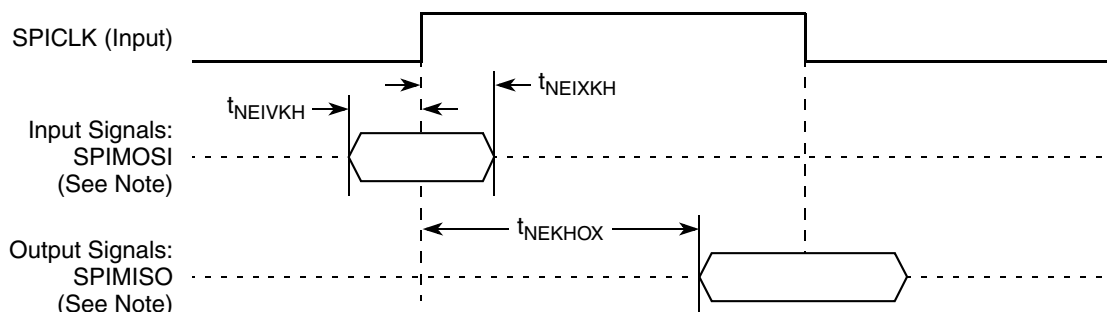 SPICLK (Input)
tNEIXKH
tNEIVKH
Input Signals:
SPIMOSI
(See Note)
tNEKHOX
Output Signals:
SPIMISO
(See Note)